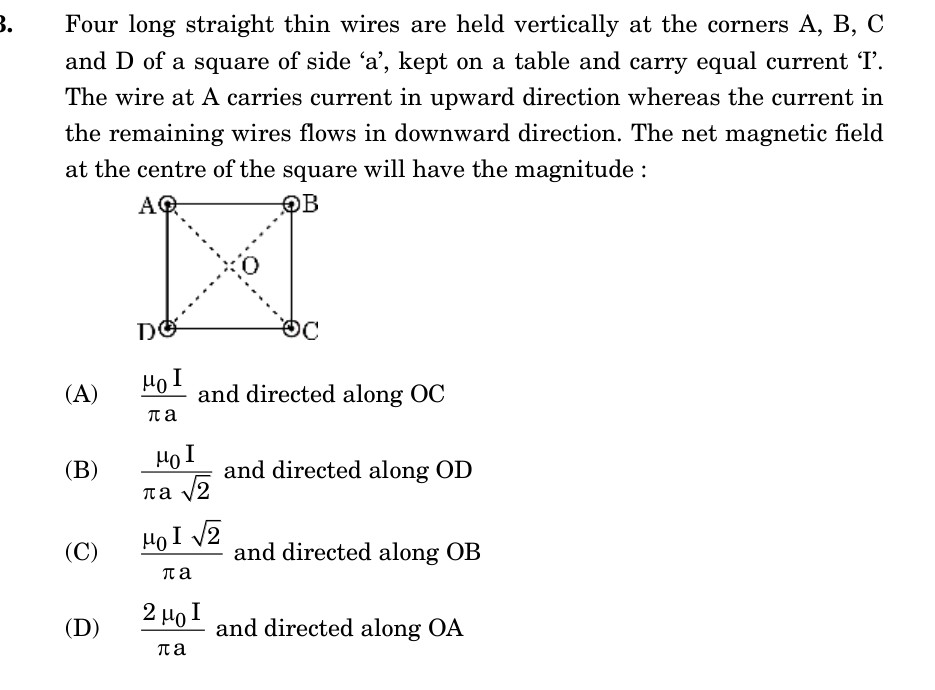 3. Four long straight thin wires are held vertically at the corners A, B, C
and D of a square of side ‘a’, kept on a table and carry equal current ‘I’.
The wire at A carries current in upward direction whereas the current in
the remaining wires flows in downward direction. The net magnetic field
at the centre of the square will have the magnitude :
A B
O
D C
(A) μ₀ I / π a and directed along OC
(B) μ₀ I / π a √2 and directed along OD
(C) μ₀ I √2 / π a and directed along OB
(D) 2 μ₀ I / π a and directed along OA